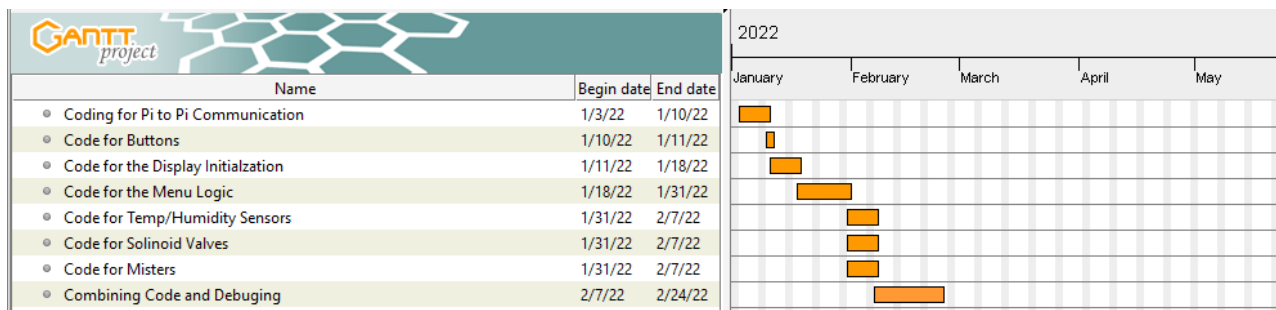 GANTT
project
2022
January February March April May
Name Begin date End date
Coding for Pi to Pi Communication 1/3/22 1/10/22
Code for Buttons 1/10/22 1/11/22
Code for the Display Initialzation 1/11/22 1/18/22
Code for the Menu Logic 1/18/22 1/31/22
Code for Temp/Humidity Sensors 1/31/22 2/7/22
Code for Solinoid Valves 1/31/22 2/7/22
Code for Misters 1/31/22 2/7/22
Combining Code and Debuging 2/7/22 2/24/22